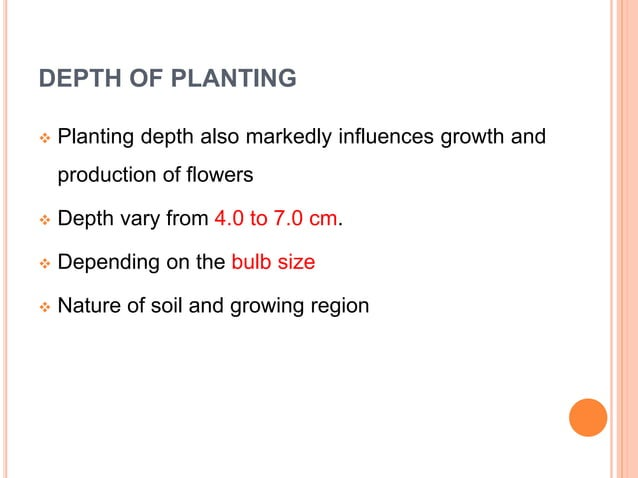 DEPTH OF PLANTING
Planting depth also markedly influences growth and
production of flowers
Depth vary from 4.0 to 7.0 cm.
Depending on the bulb size
Nature of soil and growing region